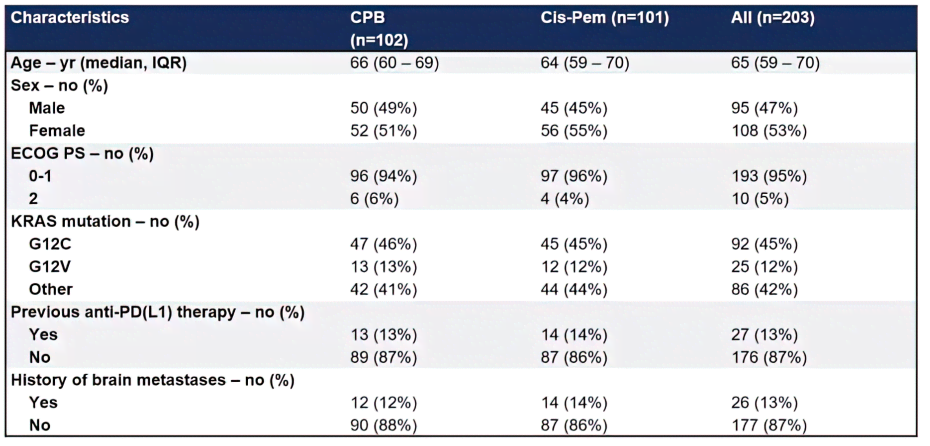 Characteristics CPB Cis-Pem (n=101) All (n=203)
(n=102)
Age – yr (median, IQR) 66 (60 – 69) 64 (59 – 70) 65 (59 – 70)
Sex – no (%)
Male 50 (49%) 45 (45%) 95 (47%)
Female 52 (51%) 56 (55%) 108 (53%)
ECOG PS – no (%)
0-1 96 (94%) 97 (96%) 193 (95%)
2 6 (6%) 4 (4%) 10 (5%)
KRAS mutation – no (%)
G12C 47 (46%) 45 (45%) 92 (45%)
G12V 13 (13%) 12 (12%) 25 (12%)
Other 42 (41%) 44 (44%) 86 (42%)
Previous anti-PD(L1) therapy – no (%)
Yes 13 (13%) 14 (14%) 27 (13%)
No 89 (87%) 87 (86%) 176 (87%)
History of brain metastases – no (%)
Yes 12 (12%) 14 (14%) 26 (13%)
No 90 (88%) 87 (86%) 177 (87%)